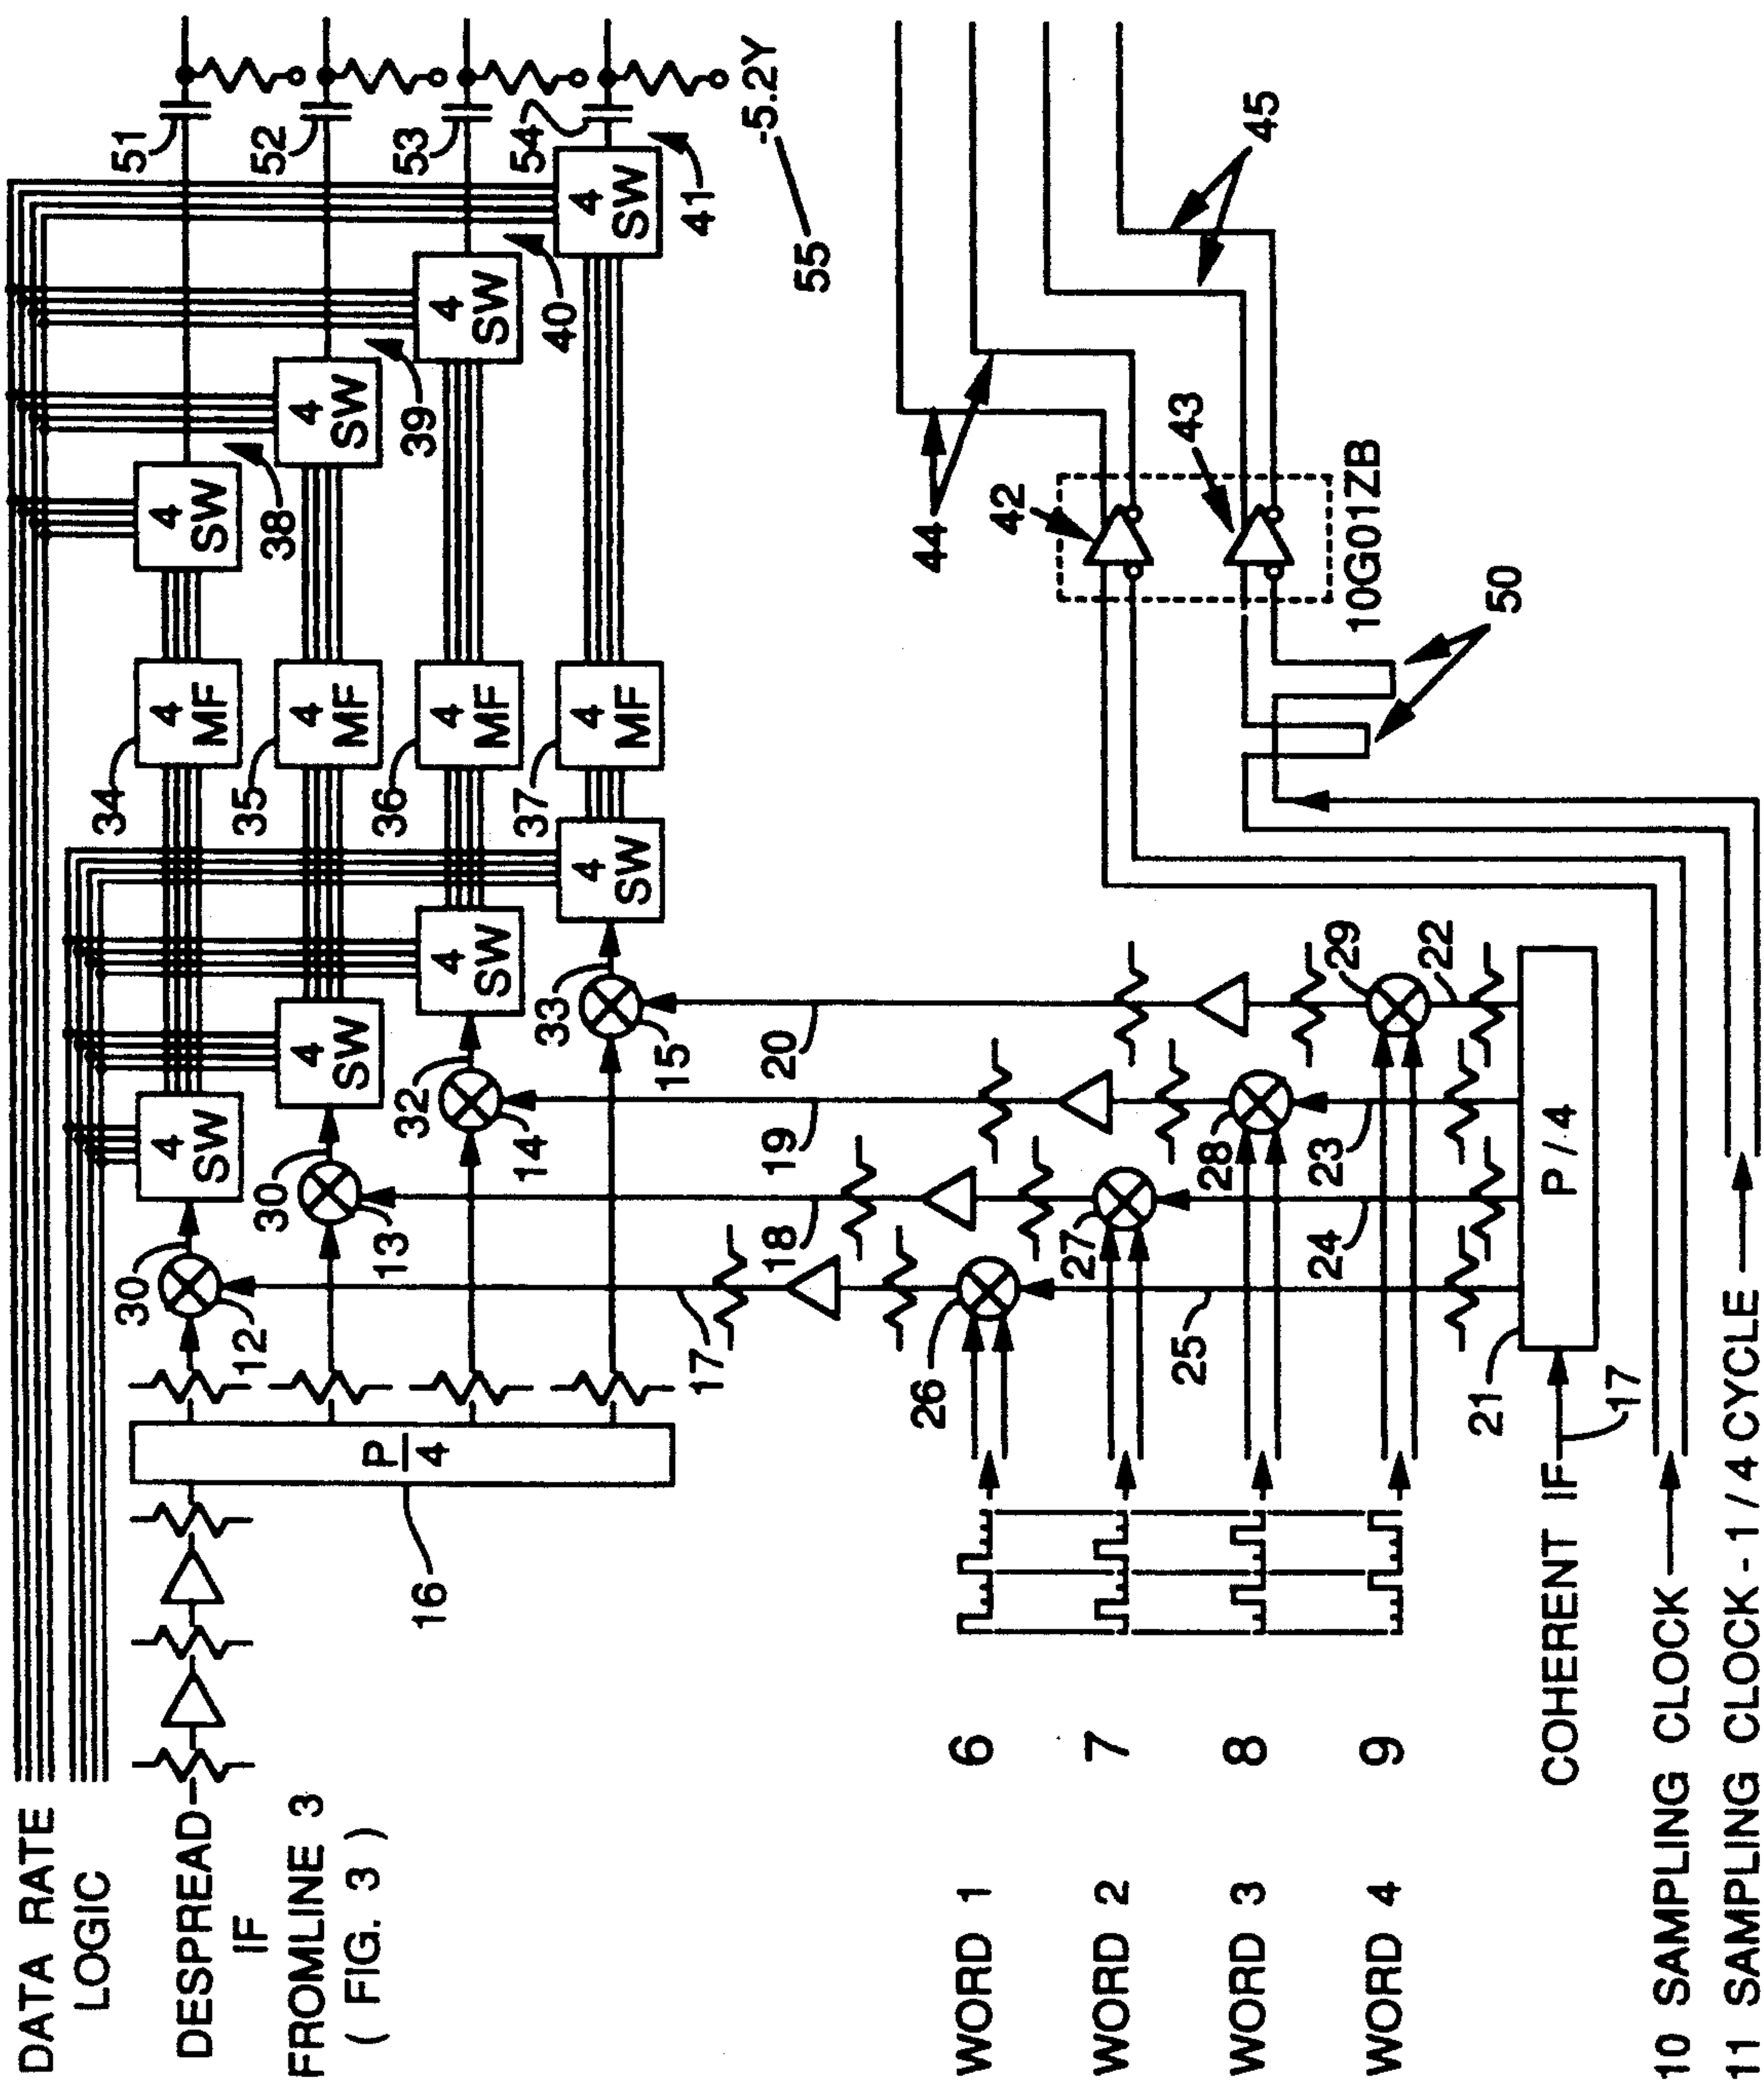 DATA RATE
LOGIC
DESPREAD
IF
FROMLINE 3
( FIG. 3 )
16
P
4
12
30
13
30
14
32
15
33
4
SW
4
SW
4
SW
4
SW
34
35
36
37
4
MF
4
MF
4
MF
4
MF
4
SW
4
SW
4
SW
4
SW
38
39
40
41
51
52
53
54
55
-5.2Y
WORD 1 6
WORD 2 7
WORD 3 8
WORD 4 9
26
27
28
29
17
18
19
20
25
24
23
22
21
P / 4
COHERENT IF
17
10 SAMPLING CLOCK
11 SAMPLING CLOCK - 1 / 4 CYCLE
50
42
43
10G01ZB
44
45